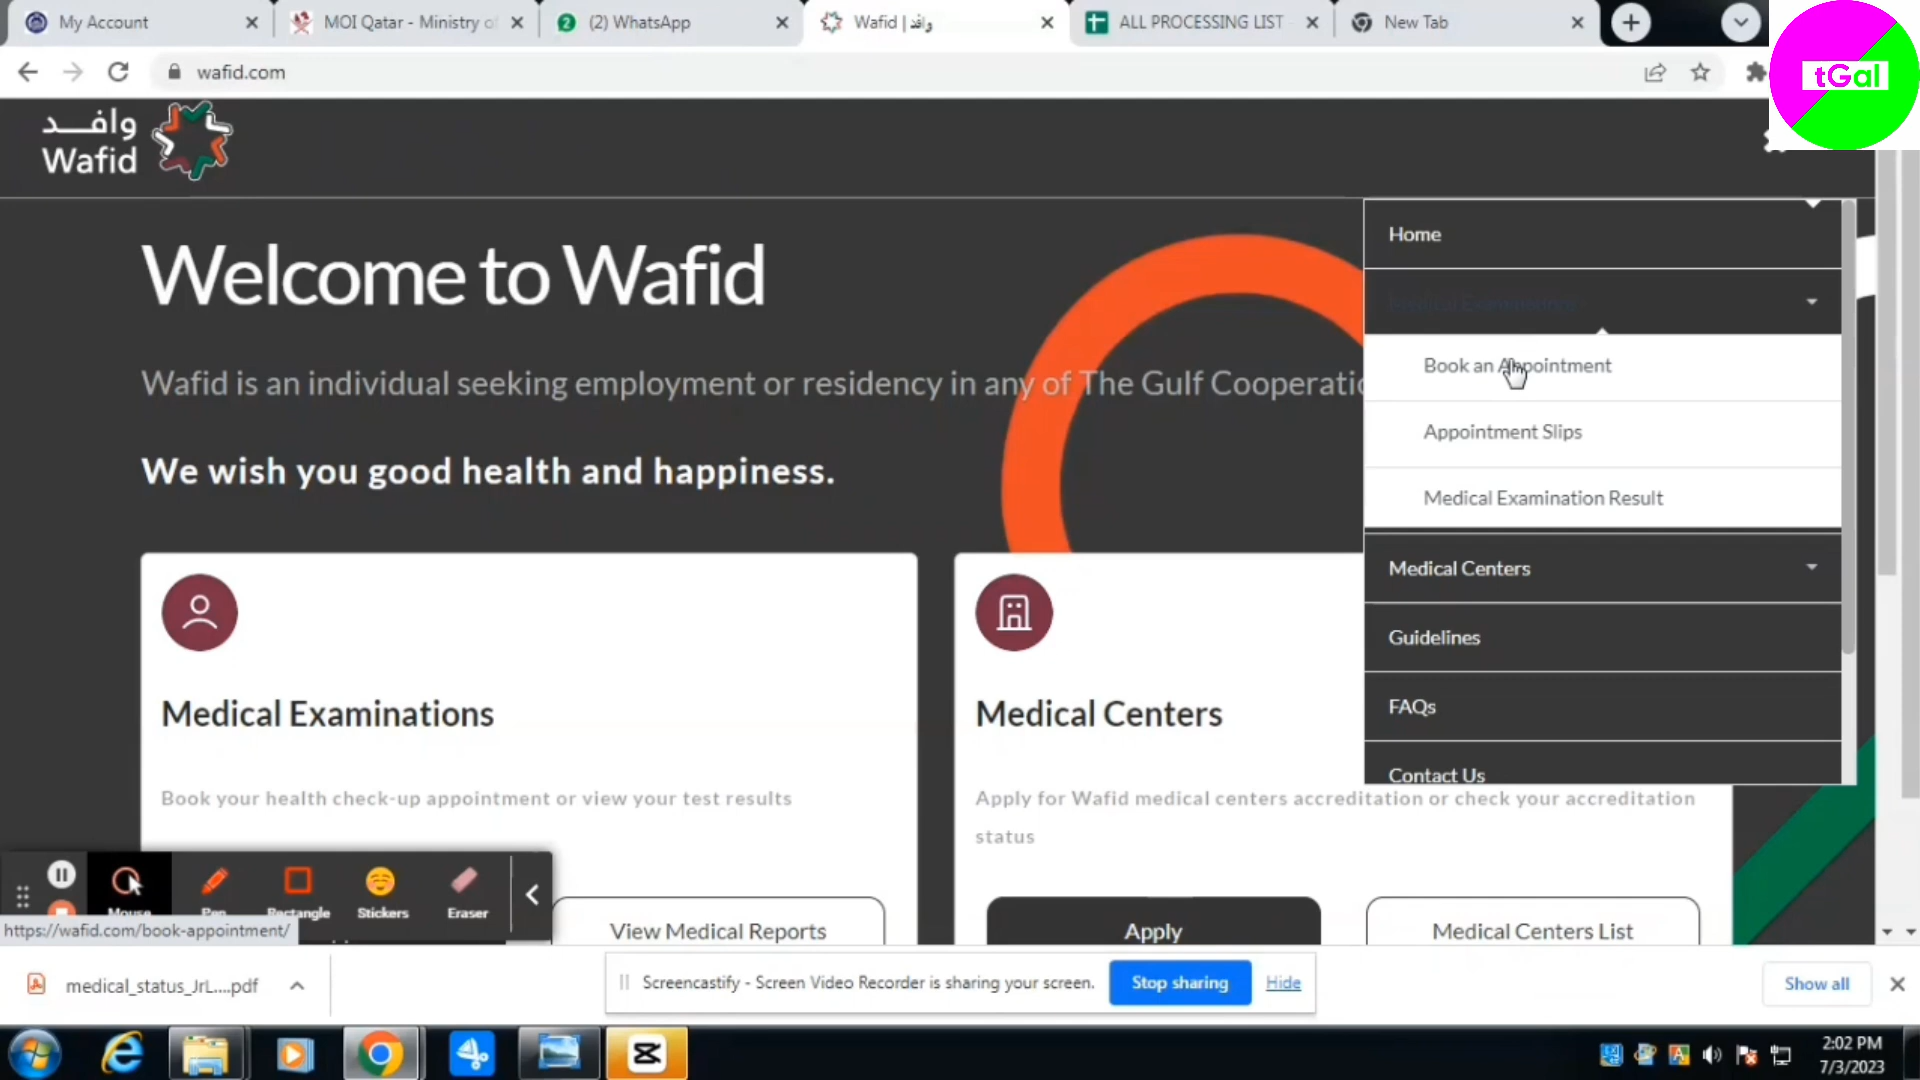 My Account
MOI Qatar - Ministry of
(2) WhatsApp
Wafid | وافد
ALL PROCESSING LIST
New Tab
tGal
wafid.com
وافـــد
Wafid
Home
Welcome to Wafid
Medical Examinations
Book an Appointment
Wafid is an individual seeking employment or residency in any of The Gulf Cooperatio
Appointment Slips
We wish you good health and happiness.
Medical Examination Result
Medical Centers
Guidelines
FAQs
Contact Us
Medical Examinations
Medical Centers
Book your health check-up appointment or view your test results
Apply for Wafid medical centers accreditation or check your accreditation
status
Mouse
Pen
Rectangle
Stickers
Eraser
https://wafid.com/book-appointment/
View Medical Reports
Apply
Medical Centers List
medical_status_JrL....pdf
Screencastify - Screen Video Recorder is sharing your screen.
Stop sharing
Hide
Show all
2:02 PM
7/3/2023